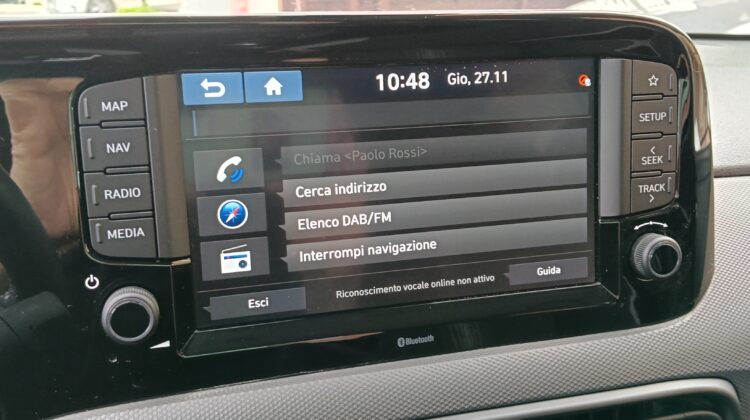 10:48 Gio, 27.11
MAP
NAV
RADIO
MEDIA
Chiama <Paolo Rossi>
Cerca indirizzo
Elenco DAB/FM
Interrompi navigazione
Esci
Riconoscimento vocale online non attivo
Guida
SETUP
< SEEK
TRACK >
Bluetooth